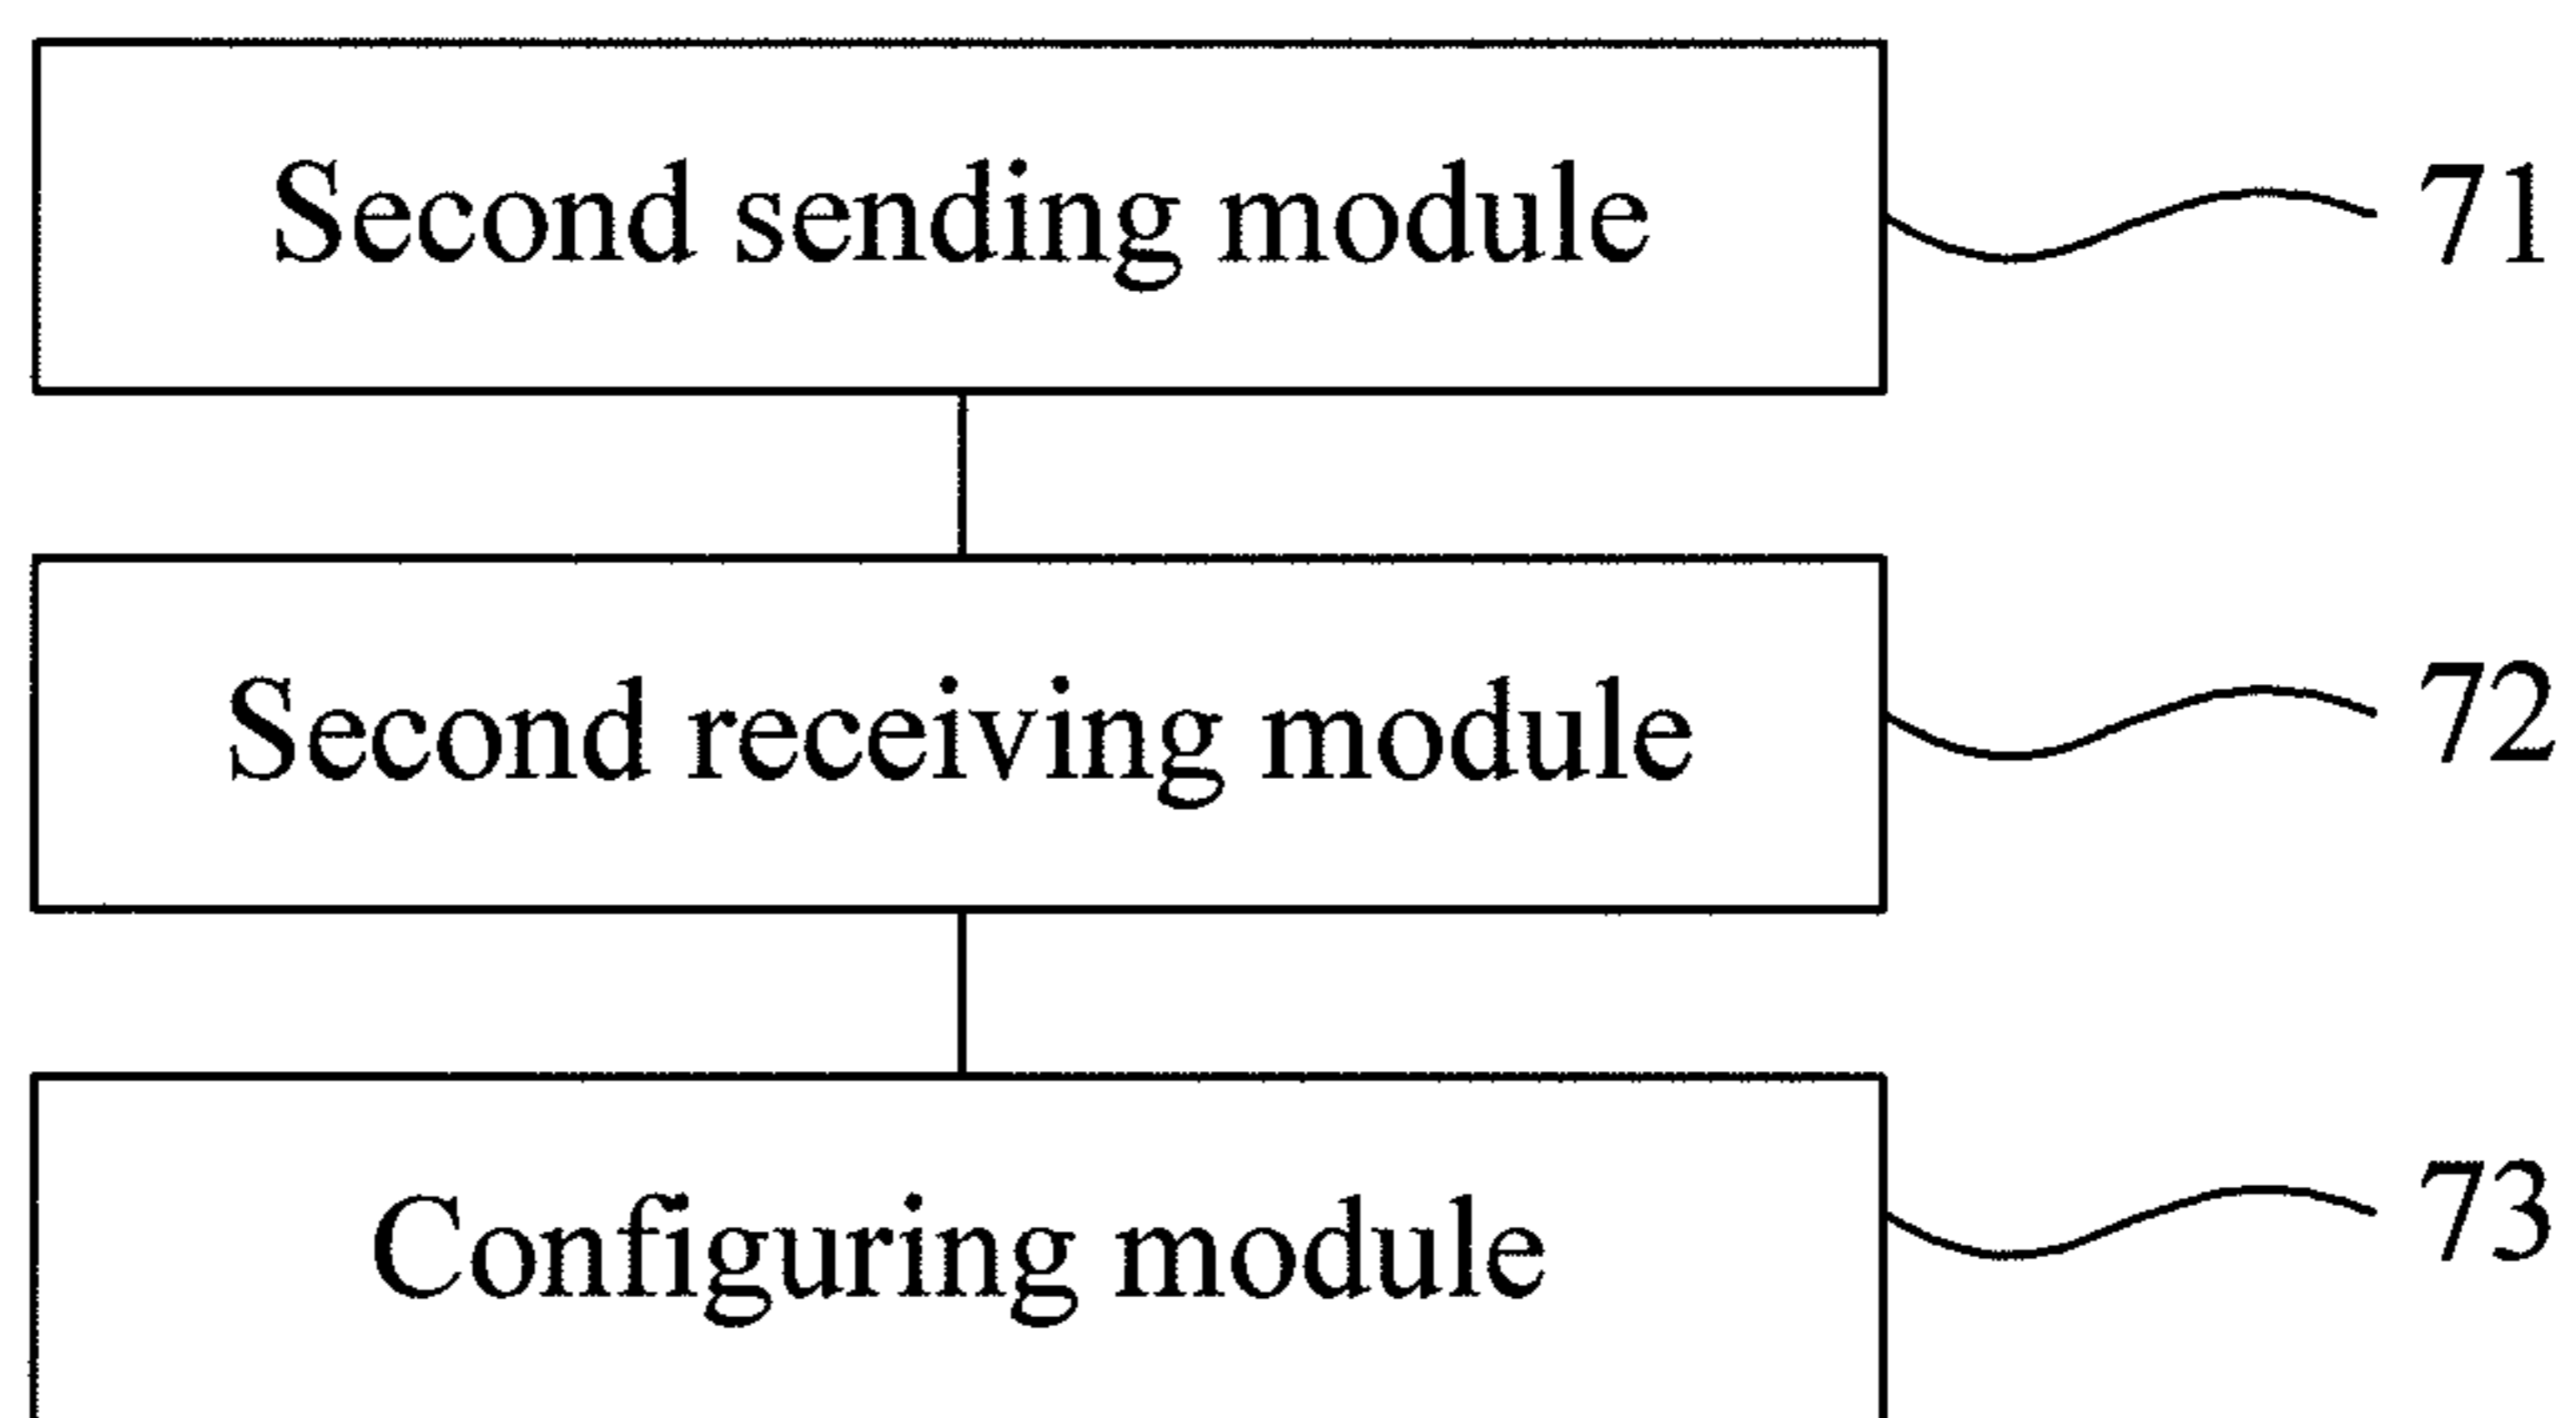 Second sending module 71
Second receiving module 72
Configuring module 73